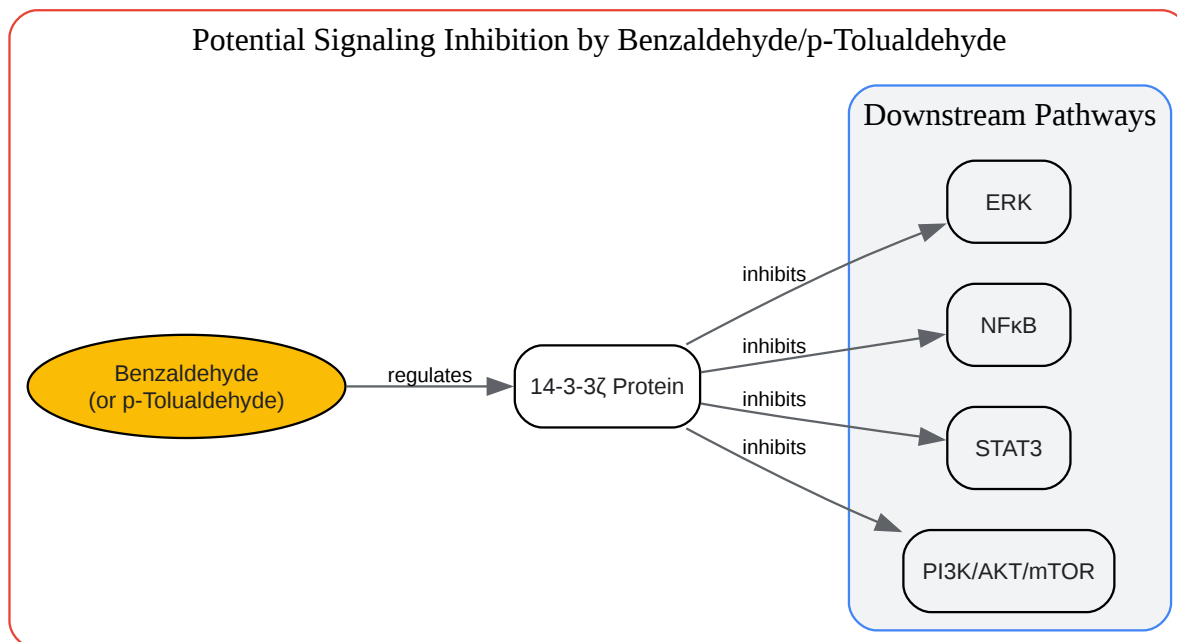 Potential Signaling Inhibition by Benzaldehyde/p-Tolualdehyde
Downstream Pathways
ERK
inhibits
NFκB
inhibits
Benzaldehyde
(or p-Tolualdehyde)
regulates
14-3-3ζ Protein
inhibits
STAT3
inhibits
PI3K/AKT/mTOR